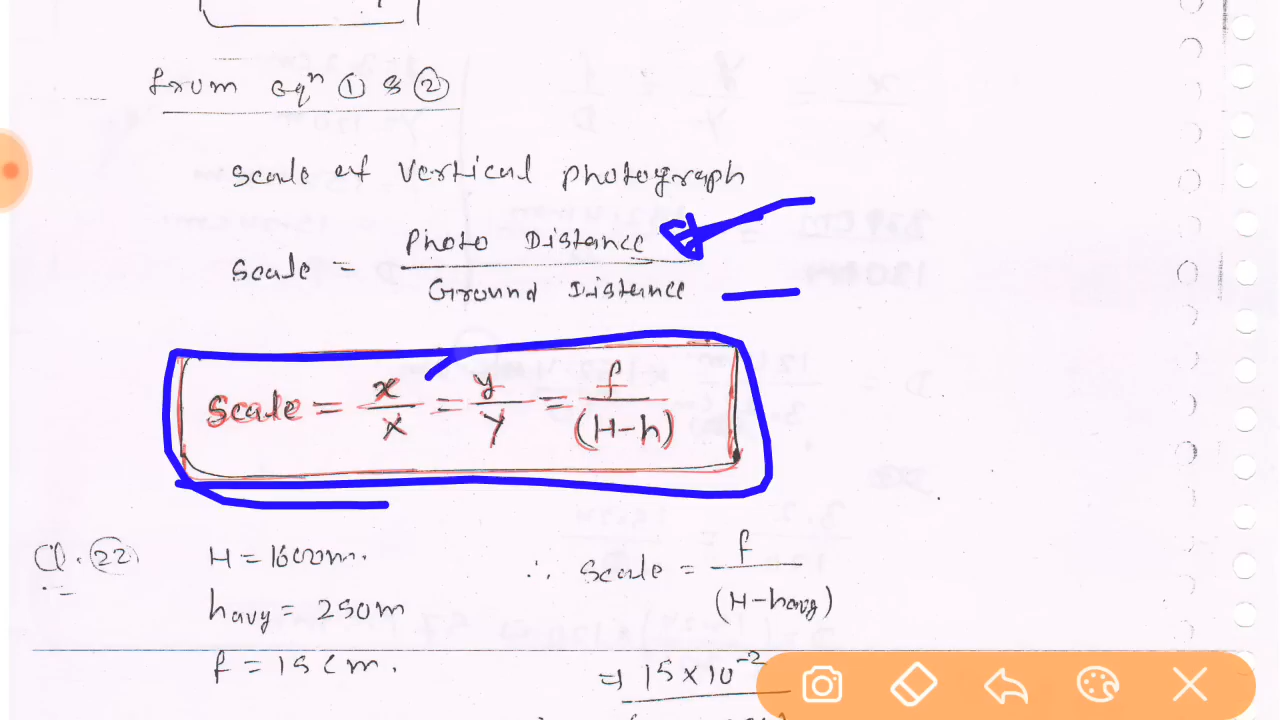 from eqⁿ ① & ②
Scale of Vertical photograph
Scale = Photo Distance / Ground Distance
Scale = x/X = y/Y = f/(H-h)
Q.22 H = 1600m. ∴ Scale = f/(H-havg)
havg = 250m
f = 15cm. ⇒ 15×10⁻²